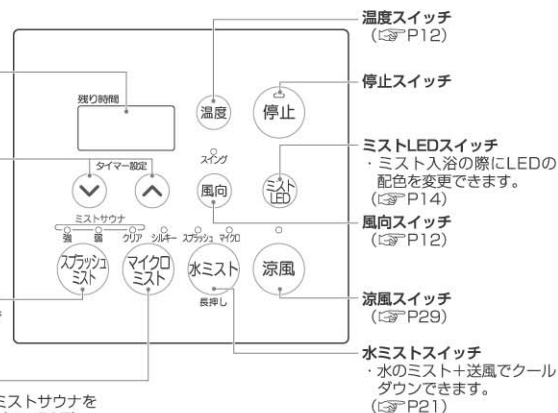 温度スイッチ
(☞P12)
残り時間
温度
停止
停止スイッチ
タイマー設定
スイング
風向
ミスト
LED
ミストLEDスイッチ
・ミスト入浴の際にLEDの
配色を変更できます。
(☞P14)
ミストサウナ
強 弱 クリア シルキー スプラッシュ マイクロ
風向スイッチ
(☞P12)
スプラッシュ
ミスト
マイクロ
ミスト
水ミスト
長押し
涼風
涼風スイッチ
(☞P29)
水ミストスイッチ
・水のミスト+送風でクール
ダウンできます。
(☞P21)
ミストサウナを